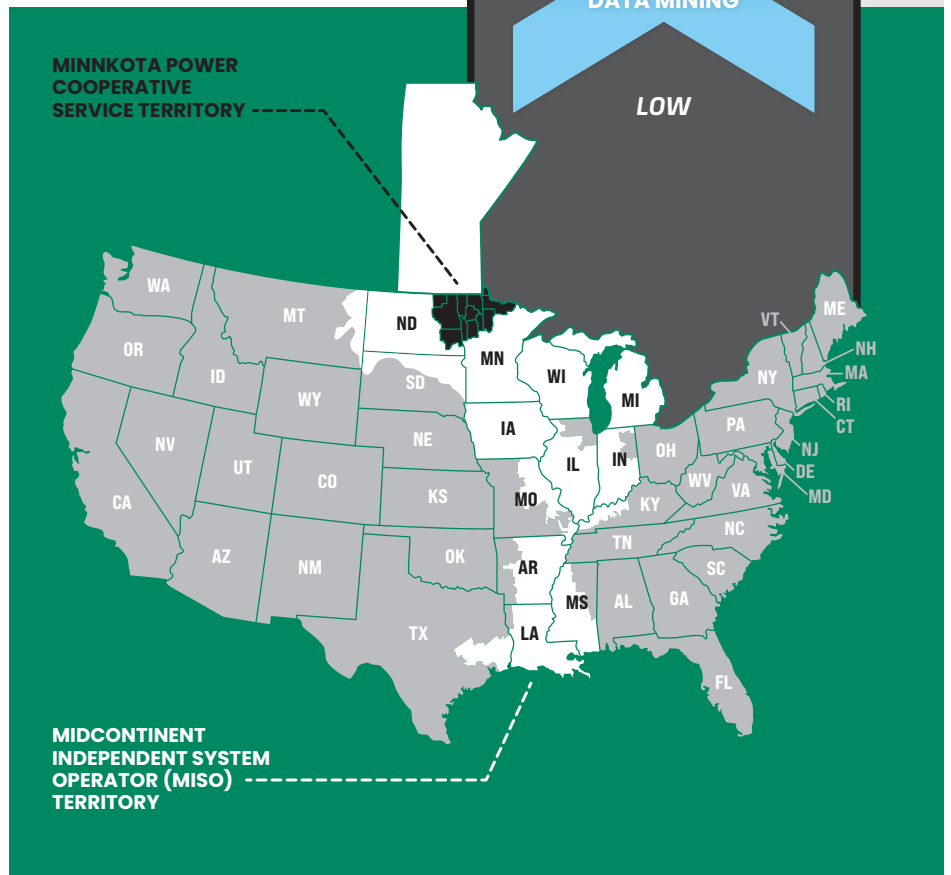 DATA MINING
LOW
MINNKOTA POWER
COOPERATIVE
SERVICE TERRITORY
WA
MT
ND
MN
OR
ID
WY
SD
WI
MI
NV
UT
CO
NE
IA
IL
IN
OH
PA
NY
VT
ME
NH
MA
RI
CT
NJ
DE
MD
CA
KS
MO
KY
WV
VA
AZ
NM
OK
AR
TN
NC
SC
TX
LA
MS
AL
GA
FL
MIDCONTINENT
INDEPENDENT SYSTEM
OPERATOR (MISO)
TERRITORY